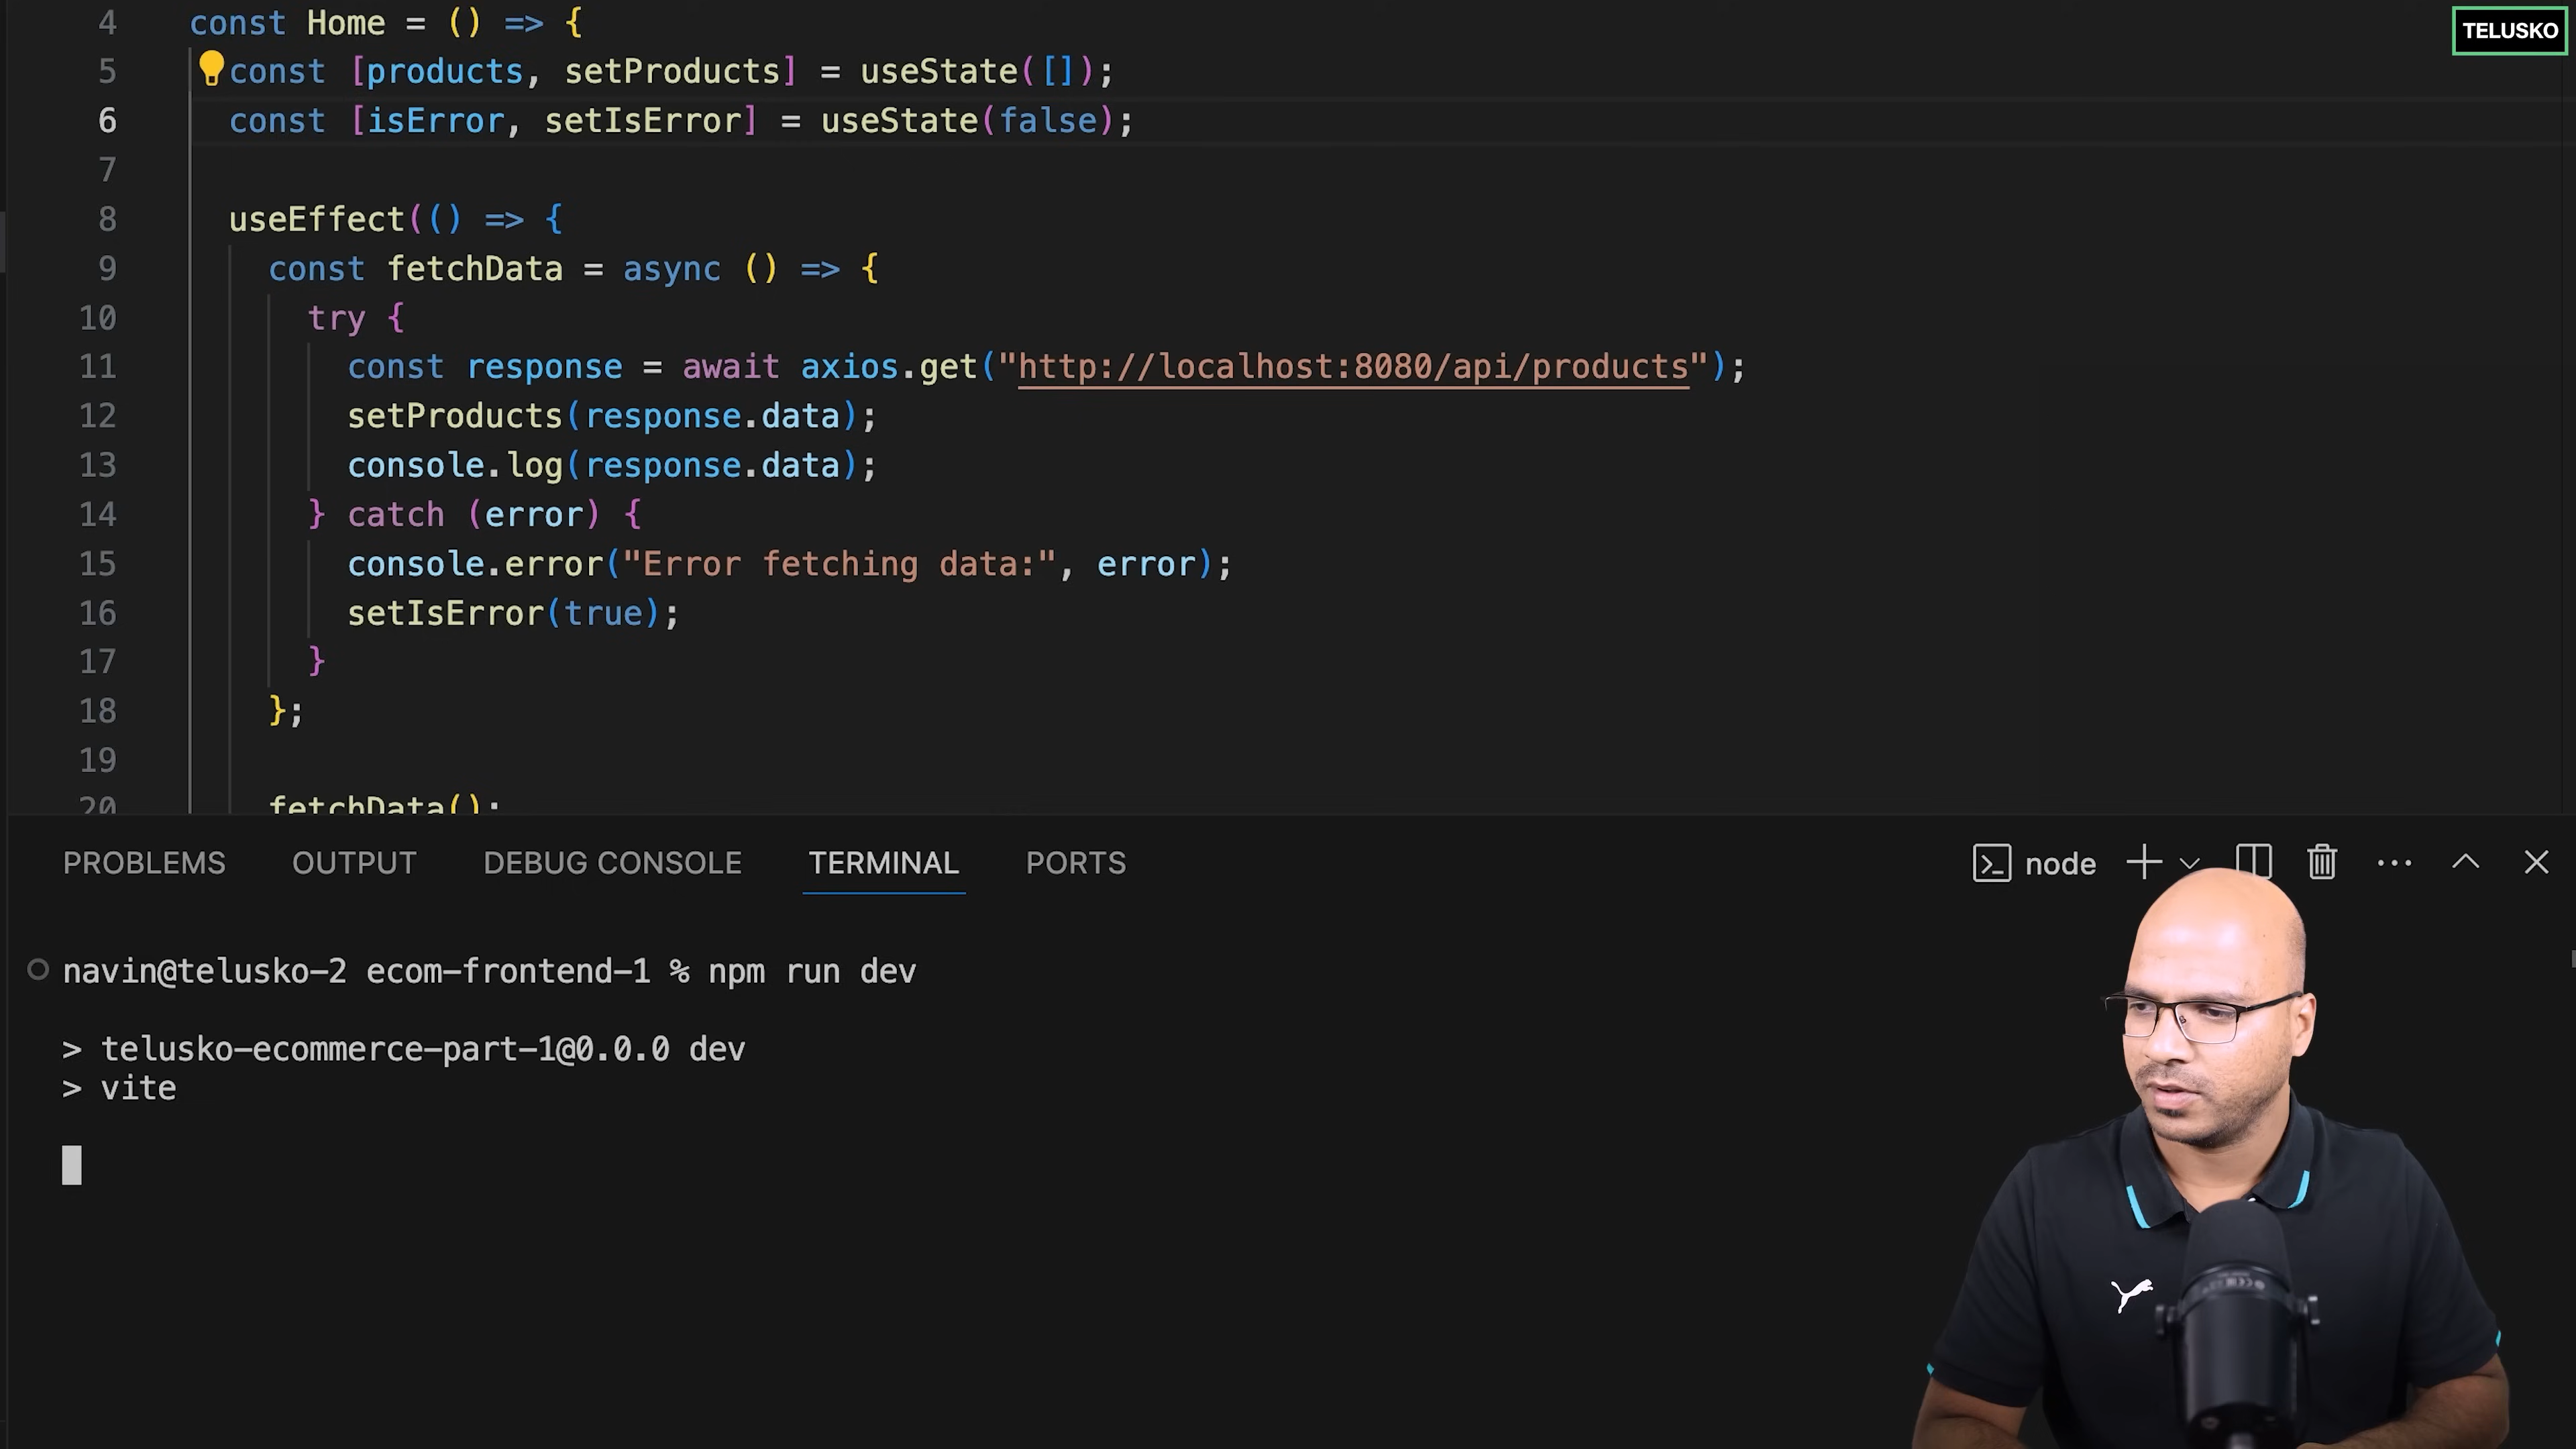 TELUSKO
4 const Home = () => {
5 const [products, setProducts] = useState([]);
6 const [isError, setIsError] = useState(false);
7
8 useEffect(() => {
9 const fetchData = async () => {
10 try {
11 const response = await axios.get("http://localhost:8080/api/products");
12 setProducts(response.data);
13 console.log(response.data);
14 } catch (error) {
15 console.error("Error fetching data:", error);
16 setIsError(true);
17 }
18 };
19
20 fetchData();
PROBLEMS OUTPUT DEBUG CONSOLE TERMINAL PORTS node
navin@telusko-2 ecom-frontend-1 % npm run dev
> telusko-ecommerce-part-1@0.0.0 dev
> vite